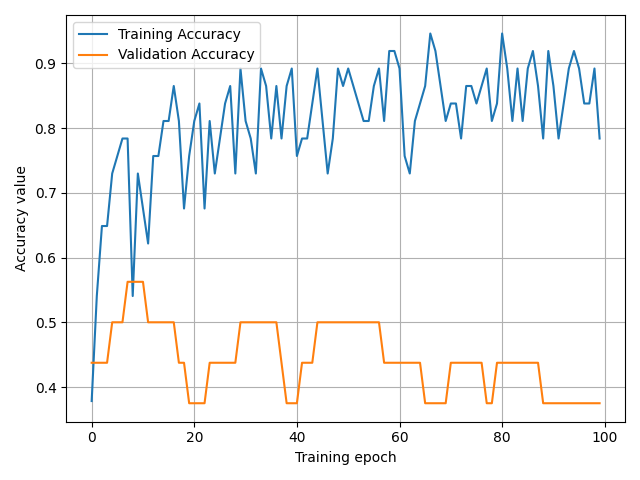 Training Accuracy
Validation Accuracy
Accuracy value
0.9
0.8
0.7
0.6
0.5
0.4
0 20 40 60 80 100
Training epoch